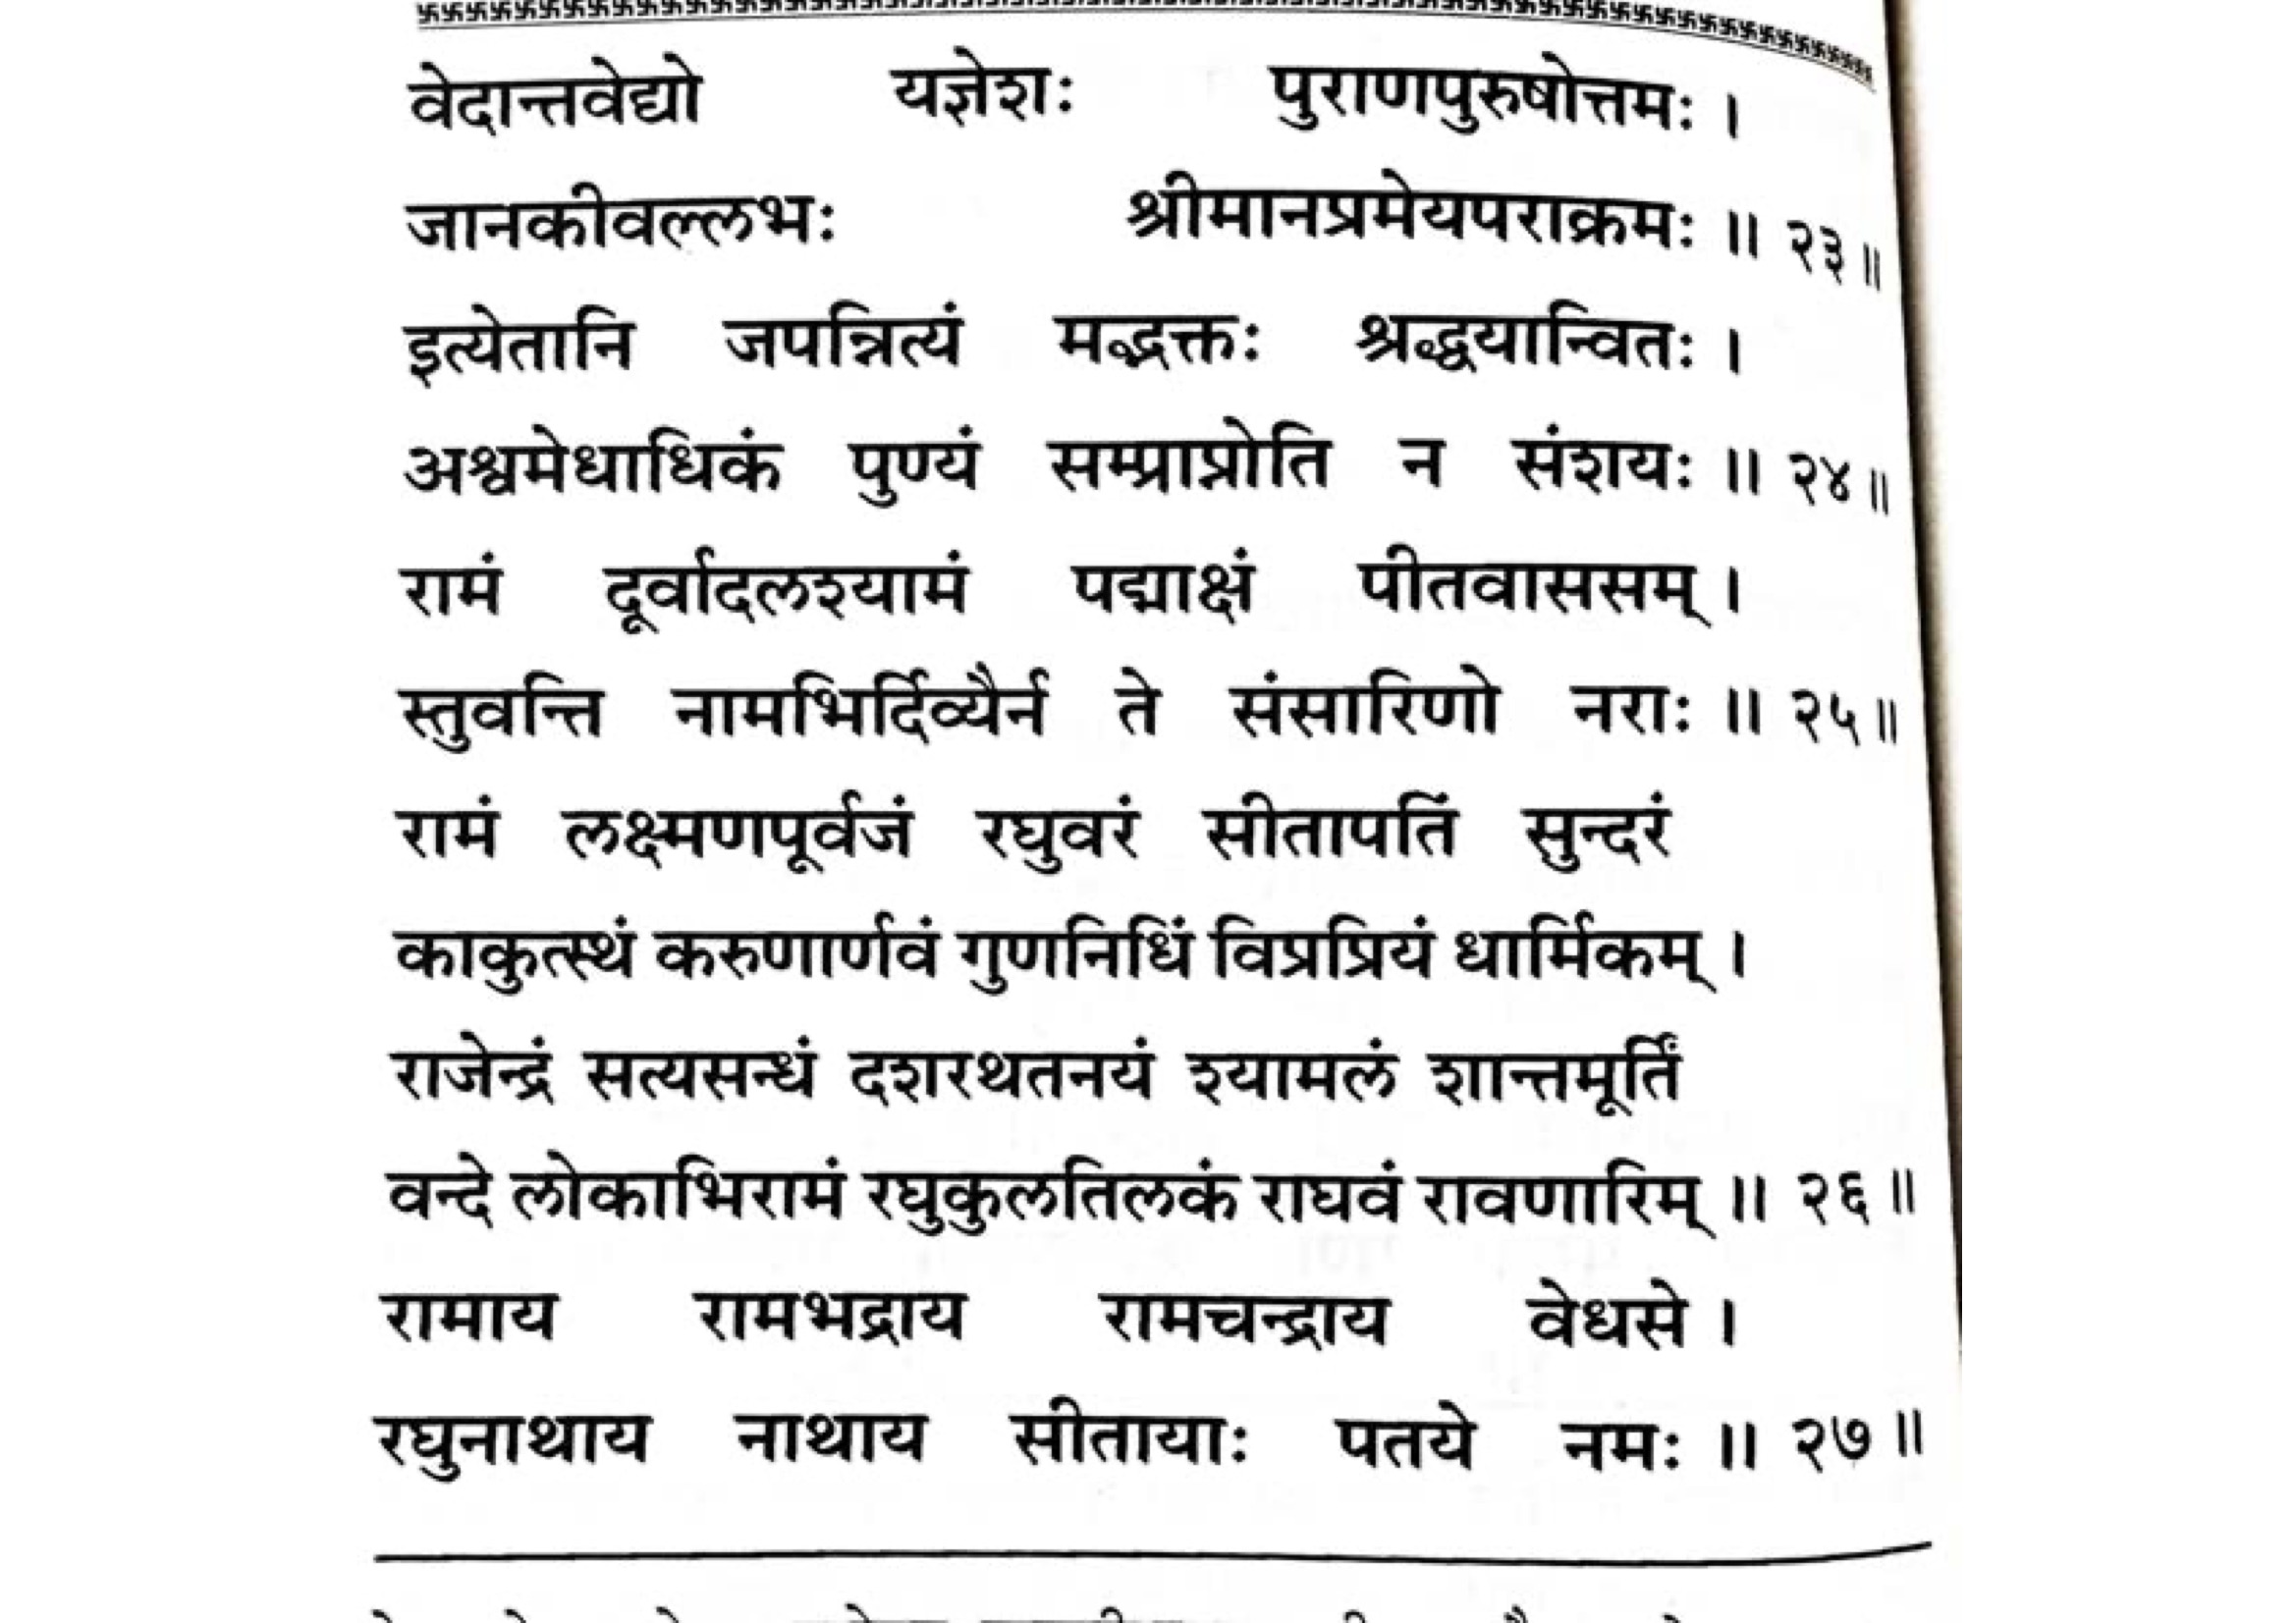 वेदान्तवेद्यो यज्ञेशः पुराणपुरुषोत्तमः ।
जानकीवल्लभः श्रीमानप्रमेयपराक्रमः ॥ २३ ॥
इत्येतानि जपन्नित्यं मद्भक्तः श्रद्धयान्वितः ।
अश्वमेधाधिकं पुण्यं सम्प्राप्नोति न संशयः ॥ २४ ॥
रामं दूर्वादलश्यामं पद्माक्षं पीतवाससम् ।
स्तुवन्ति नामभिर्दिव्यैर्न ते संसारिणो नराः ॥ २५ ॥
रामं लक्ष्मणपूर्वजं रघुवरं सीतापतिं सुन्दरं
काकुत्स्थं करुणार्णवं गुणनिधिं विप्रप्रियं धार्मिकम् ।
राजेन्द्रं सत्यसन्धं दशरथतनयं श्यामलं शान्तमूर्तिं
वन्दे लोकाभिरामं रघुकुलतिलकं राघवं रावणारिम् ॥ २६ ॥
रामाय रामभद्राय रामचन्द्राय वेधसे ।
रघुनाथाय नाथाय सीतायाः पतये नमः ॥ २७ ॥